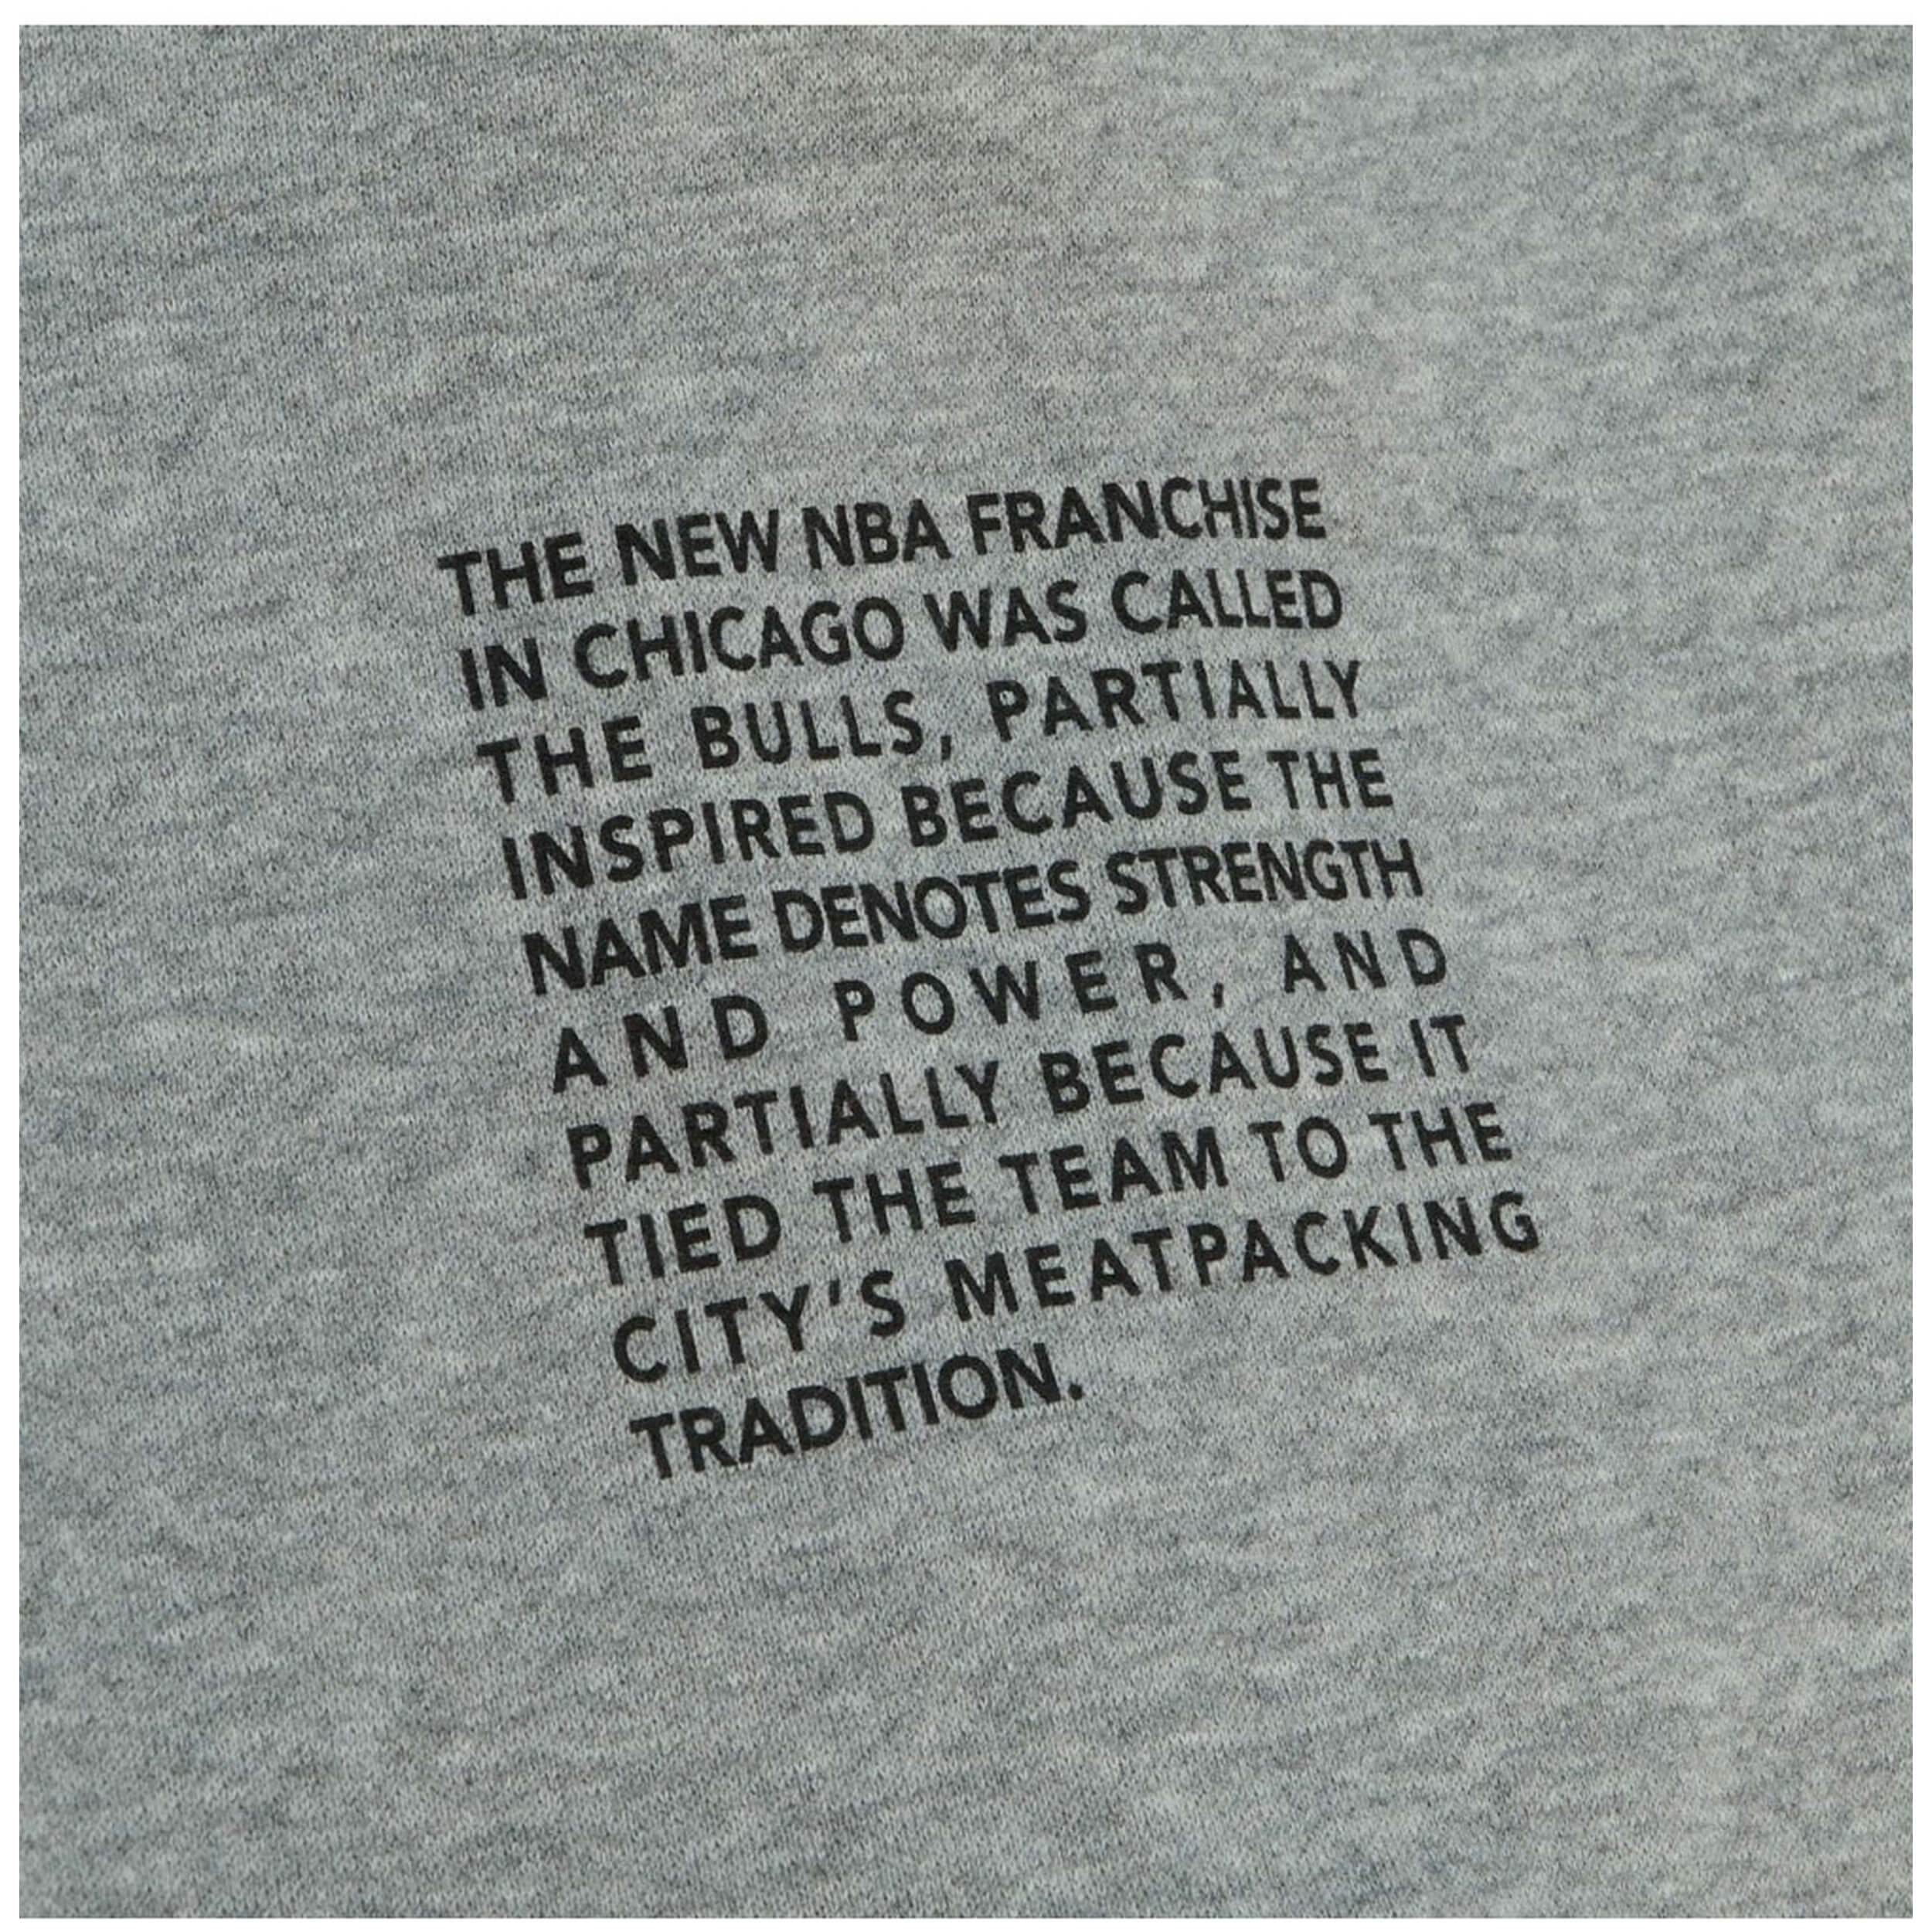 THE NEW NBA FRANCHISE
IN CHICAGO WAS CALLED
THE BULLS, PARTIALLY
INSPIRED BECAUSE THE
NAME DENOTES STRENGTH
AND POWER, AND
PARTIALLY BECAUSE IT
TIED THE TEAM TO THE
CITY'S MEATPACKING
TRADITION.